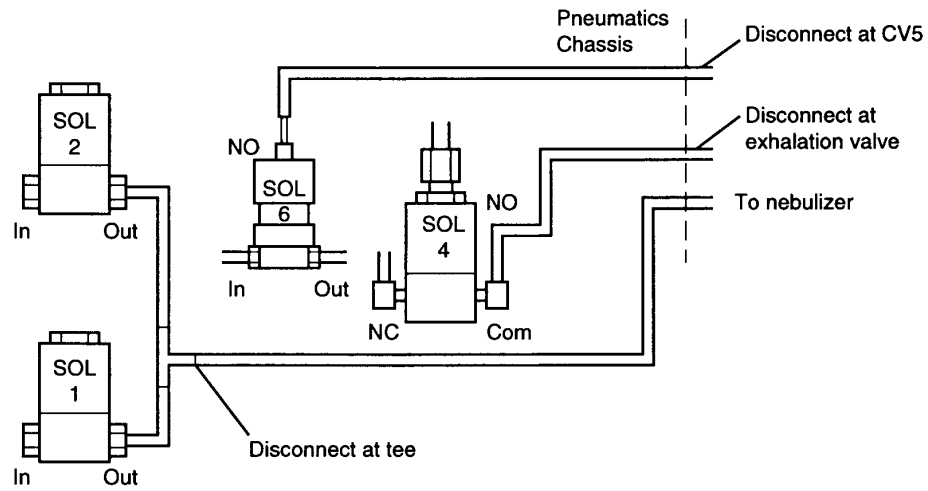 Pneumatics
Chassis
Disconnect at CV5
Disconnect at
exhalation valve
To nebulizer
SOL
2
In
Out
NO
SOL
6
In
Out
NO
SOL
4
NC
Com
SOL
1
In
Out
Disconnect at tee